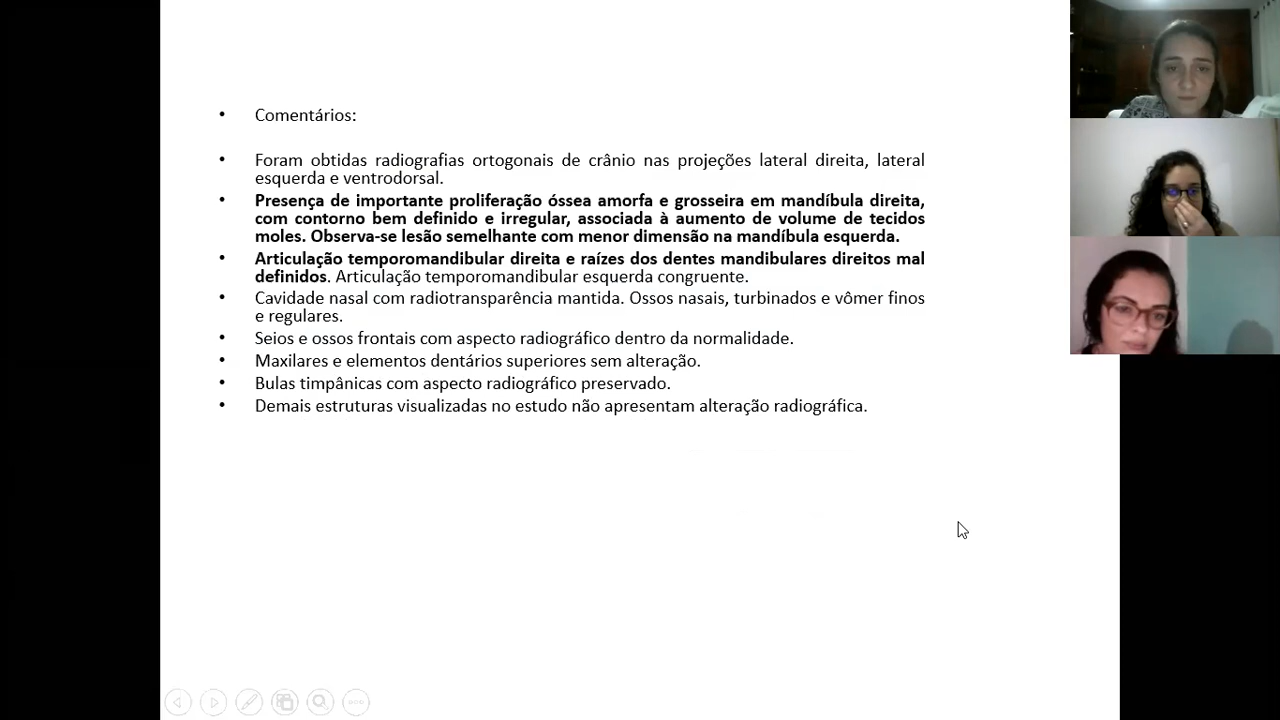 • Comentários:
• Foram obtidas radiografias ortogonais de crânio nas projeções lateral direita, lateral
esquerda e ventrodorsal.
• Presença de importante proliferação óssea amorfa e grosseira em mandíbula direita,
com contorno bem definido e irregular, associada à aumento de volume de tecidos
moles. Observa-se lesão semelhante com menor dimensão na mandíbula esquerda.
• Articulação temporomandibular direita e raízes dos dentes mandibulares direitos mal
definidos. Articulação temporomandibular esquerda congruente.
• Cavidade nasal com radiotransparência mantida. Ossos nasais, turbinados e vômer finos
e regulares.
• Seios e ossos frontais com aspecto radiográfico dentro da normalidade.
• Maxilares e elementos dentários superiores sem alteração.
• Bulas timpânicas com aspecto radiográfico preservado.
• Demais estruturas visualizadas no estudo não apresentam alteração radiográfica.